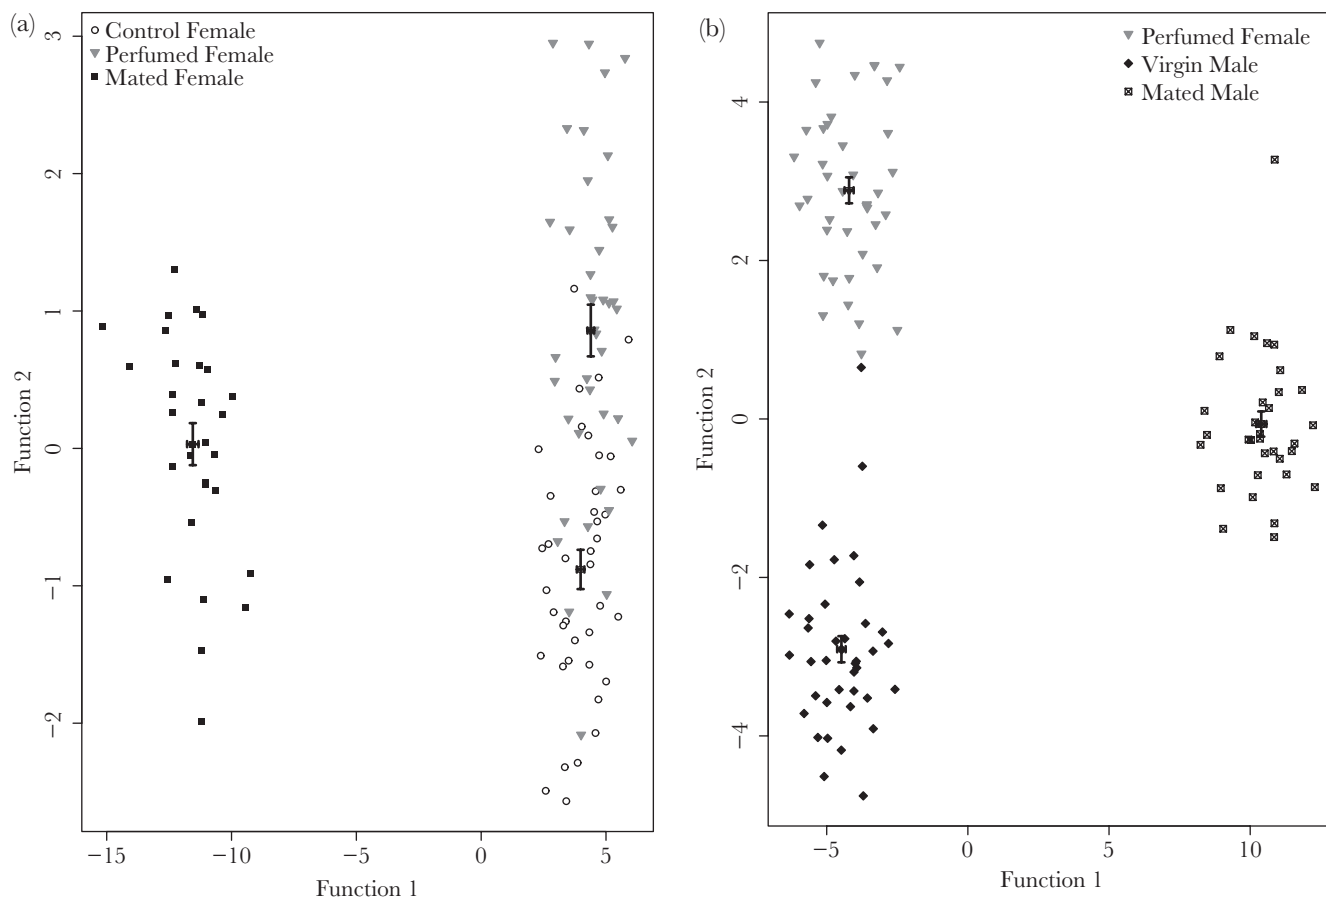 (a)
Control Female
Perfumed Female
Mated Female
3
2
1
0
−1
−2
Function 2
−15
−10
−5
0
5
Function 1
(b)
Perfumed Female
Virgin Male
Mated Male
4
2
0
−2
−4
Function 2
−5
0
5
10
Function 1